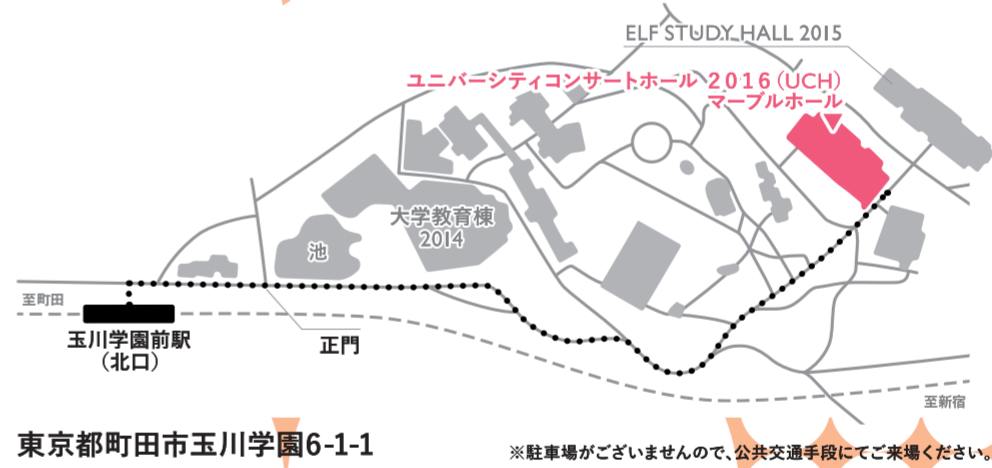 ELF STUDY HALL 2015
ユニバーシティコンサートホール 2016(UCH)
マーブルホール
大学教育棟
2014
池
至町田
玉川学園前駅
(北口)
正門
至新宿
東京都町田市玉川学園6-1-1
※駐車場がございませんので、公共交通手段にてご来場ください。